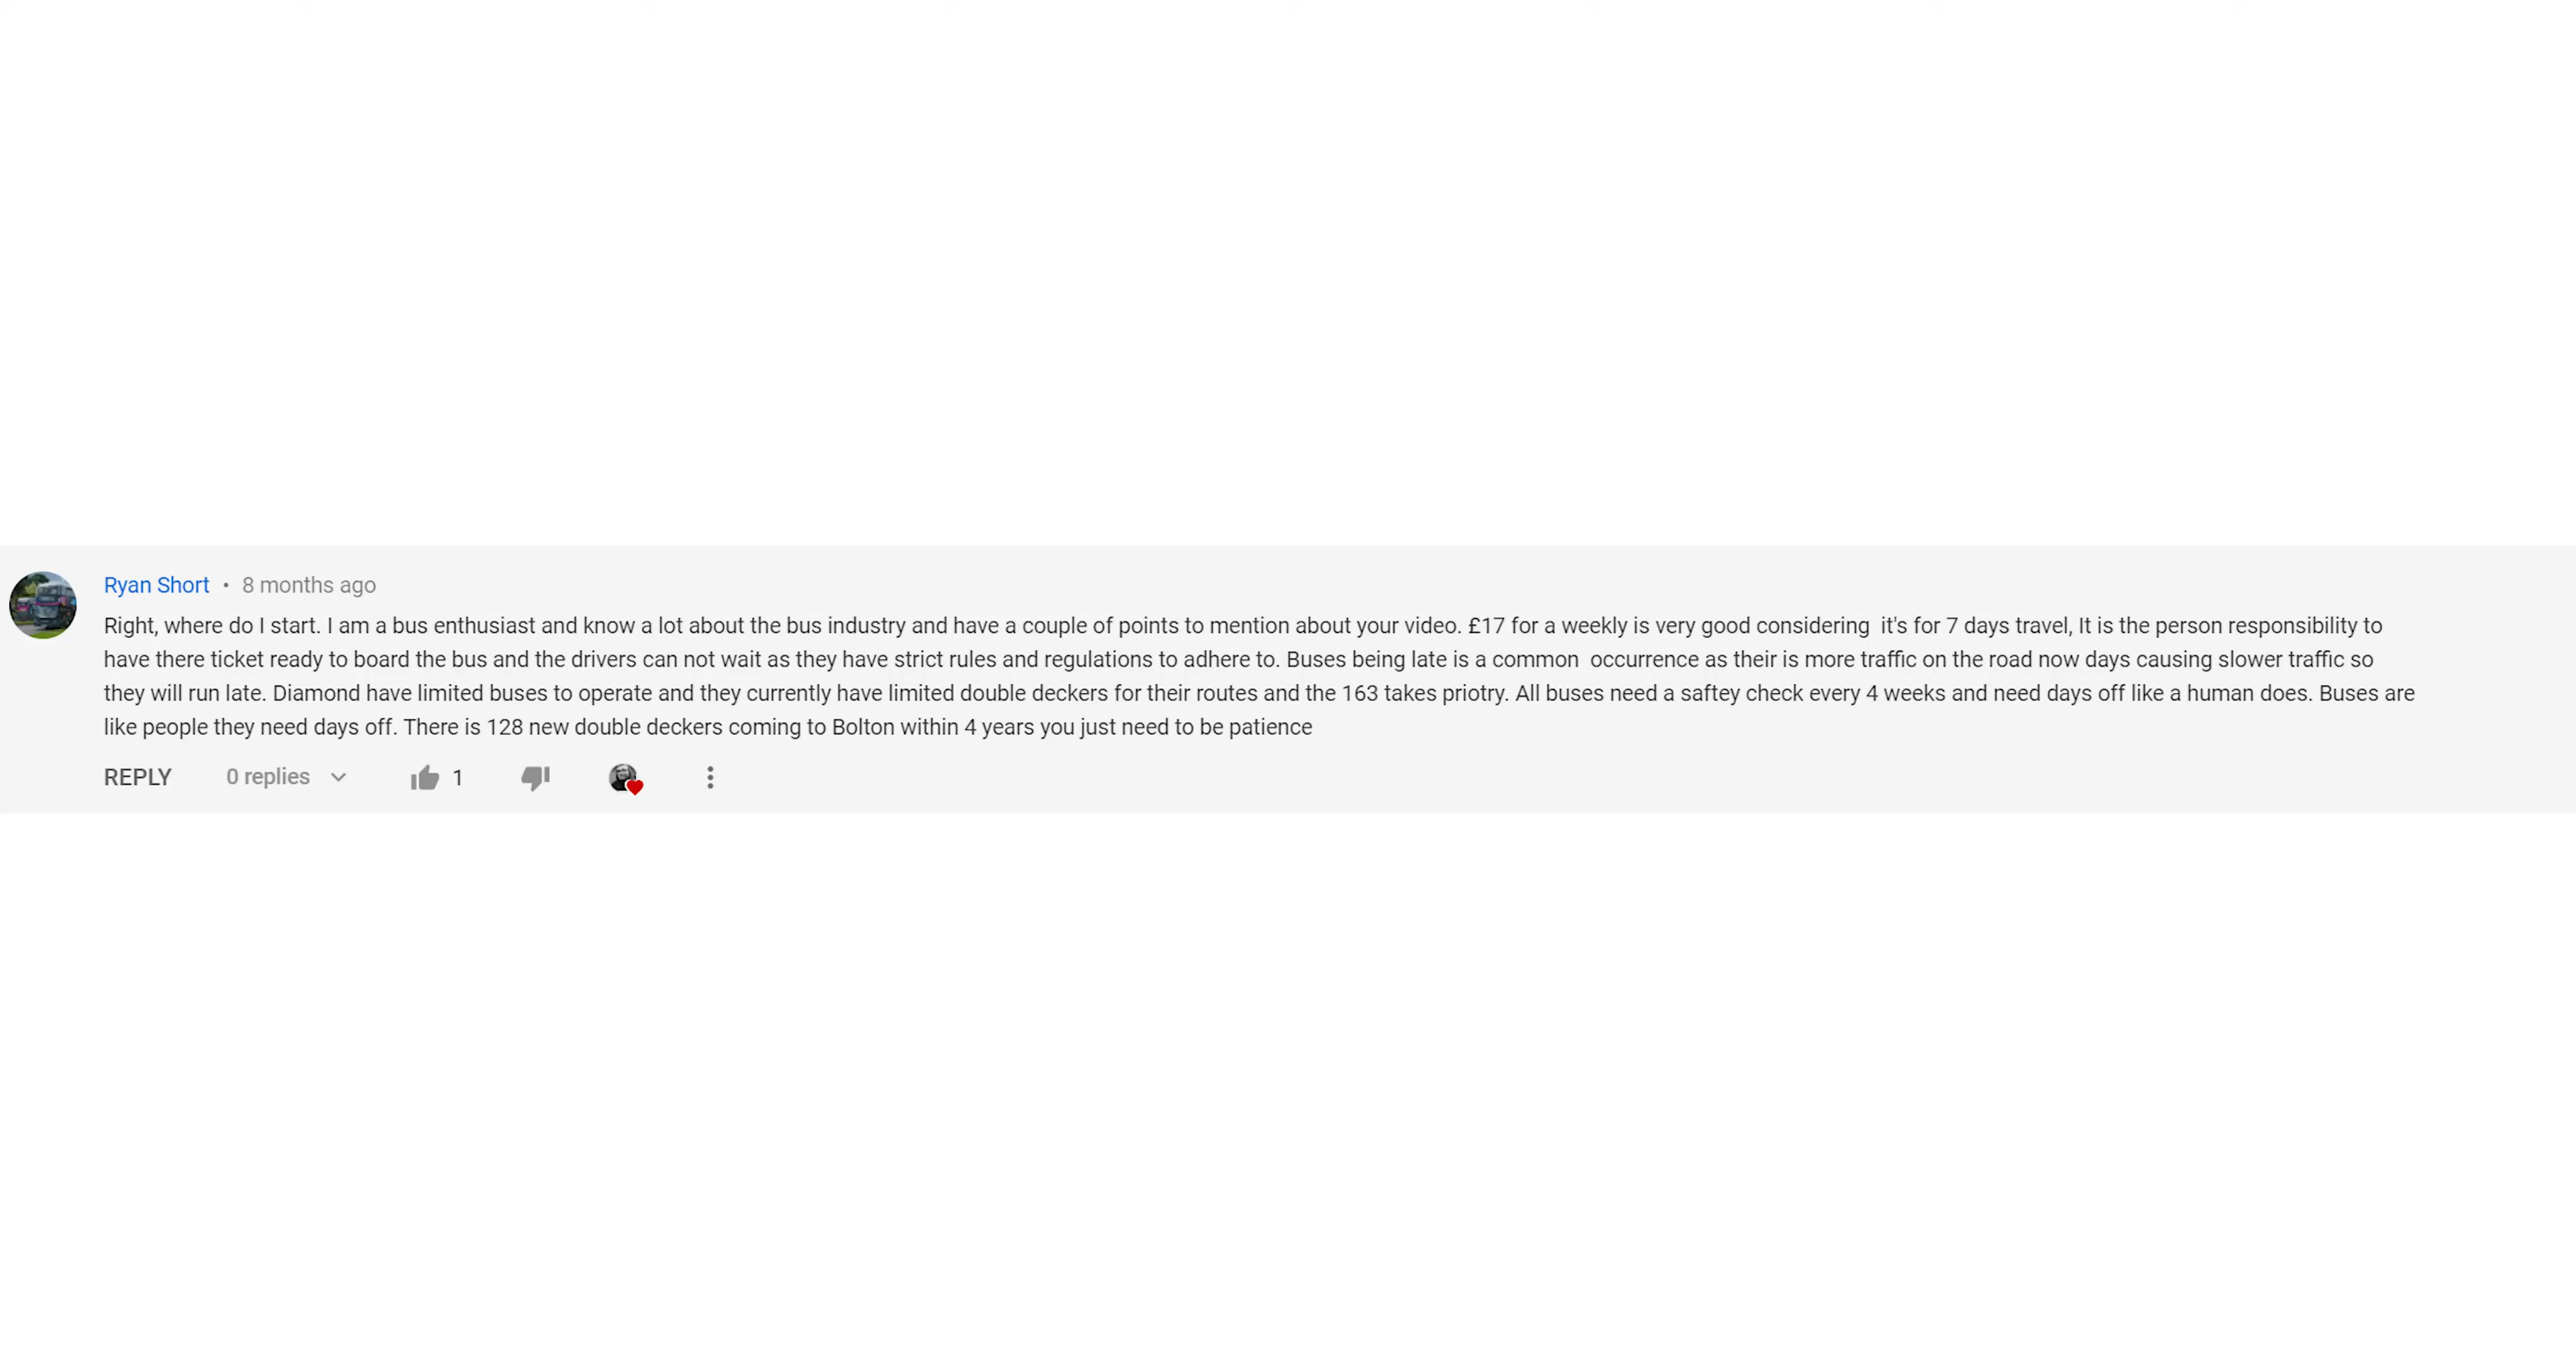 Ryan Short • 8 months ago
Right, where do I start. I am a bus enthusiast and know a lot about the bus industry and have a couple of points to mention about your video. £17 for a weekly is very good considering  it's for 7 days travel, It is the person responsibility to
have there ticket ready to board the bus and the drivers can not wait as they have strict rules and regulations to adhere to. Buses being late is a common  occurrence as their is more traffic on the road now days causing slower traffic so
they will run late. Diamond have limited buses to operate and they currently have limited double deckers for their routes and the 163 takes priotry. All buses need a saftey check every 4 weeks and need days off like a human does. Buses are
like people they need days off. There is 128 new double deckers coming to Bolton within 4 years you just need to be patience
REPLY 0 replies 1